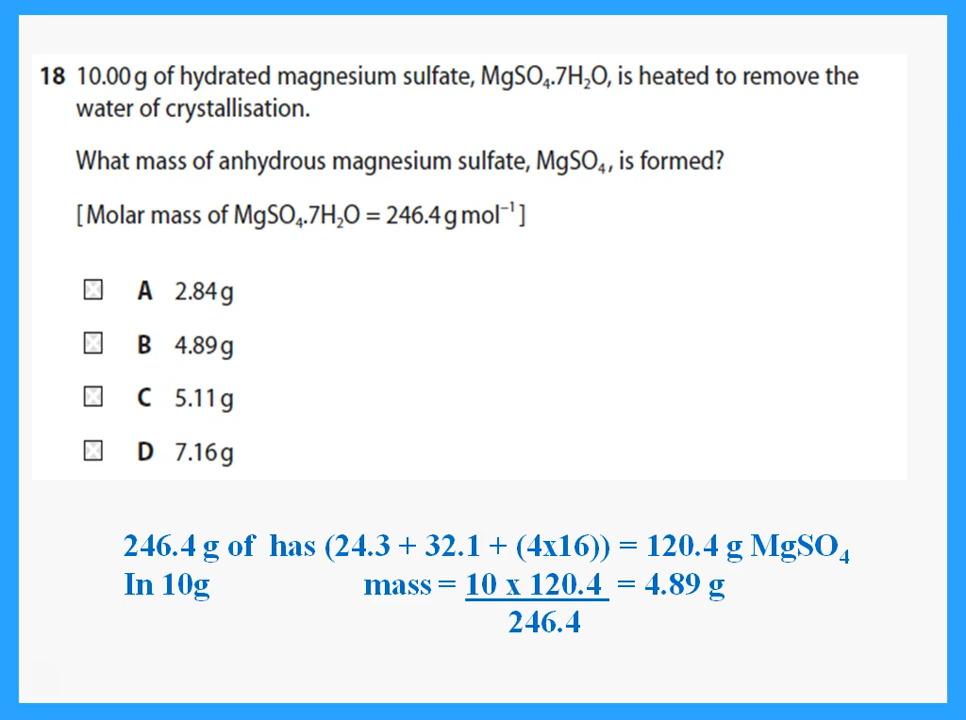 18 10.00 g of hydrated magnesium sulfate, MgSO₄.7H₂O, is heated to remove the
water of crystallisation.
What mass of anhydrous magnesium sulfate, MgSO₄, is formed?
[Molar mass of MgSO₄.7H₂O = 246.4 g mol⁻¹]
A 2.84 g
B 4.89 g
C 5.11 g
D 7.16 g
246.4 g of has (24.3 + 32.1 + (4x16)) = 120.4 g MgSO₄
In 10g mass = 10 x 120.4 = 4.89 g
246.4